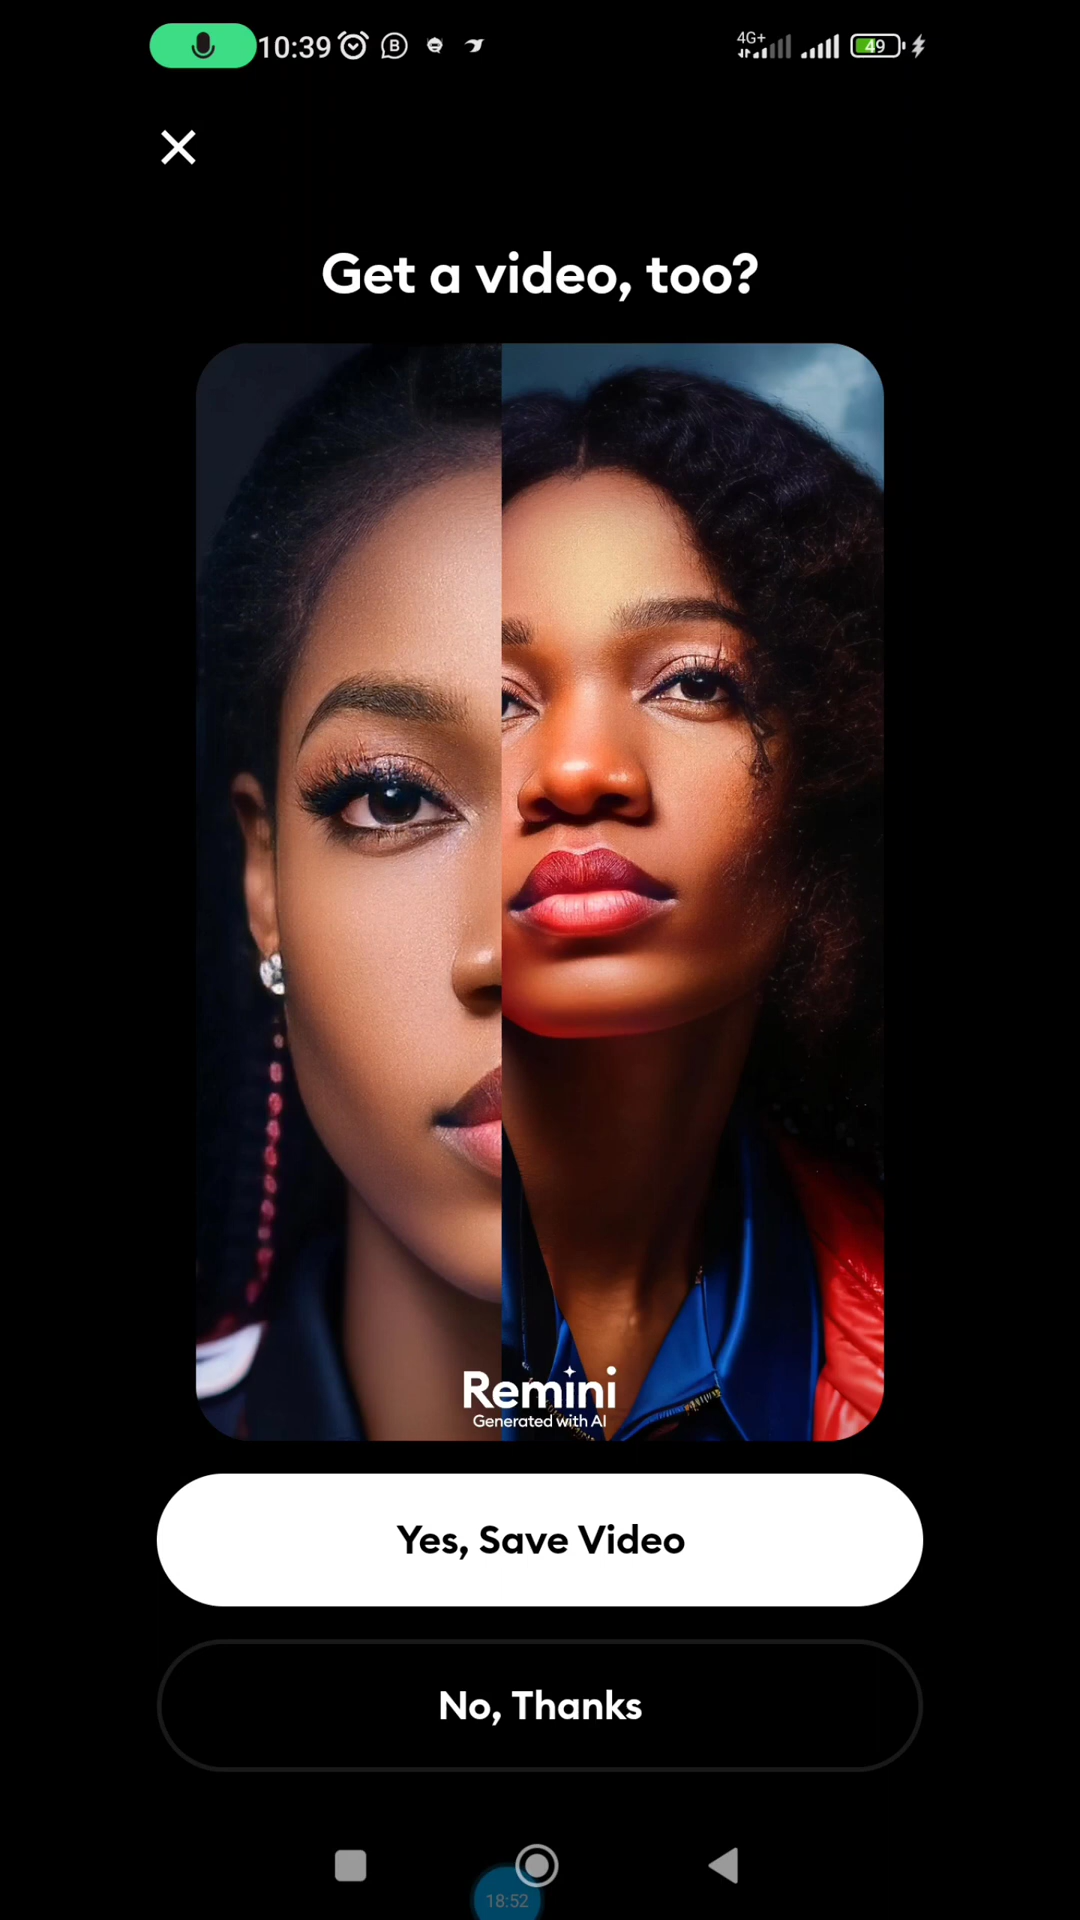 10:39
B
4G+
49
Get a video, too?
Remini
Generated with AI
Yes, Save Video
No, Thanks
18:52